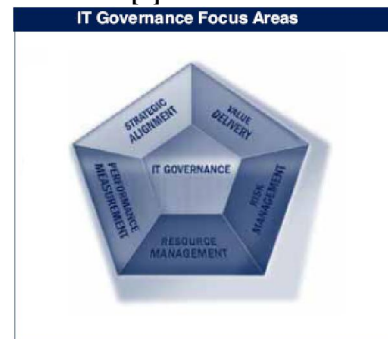 IT Governance Focus Areas
STRATEGIC
ALIGNMENT
VALUE
DELIVERY
IT GOVERNANCE
PERFORMANCE
MEASUREMENT
RISK
MANAGEMENT
RESOURCE
MANAGEMENT